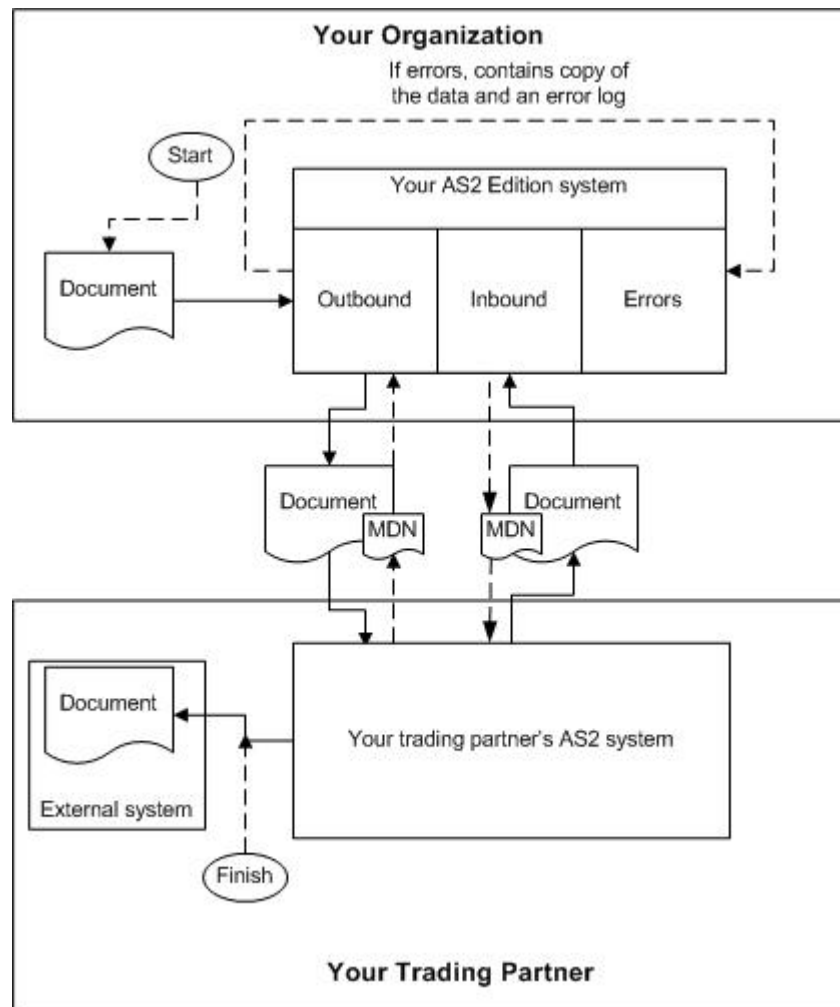 Your Organization
If errors, contains copy of
the data and an error log
Start
Your AS2 Edition system
Document
Outbound
Inbound
Errors
Document
MDN
MDN
Document
Document
External system
Your trading partner's AS2 system
Finish
Your Trading Partner